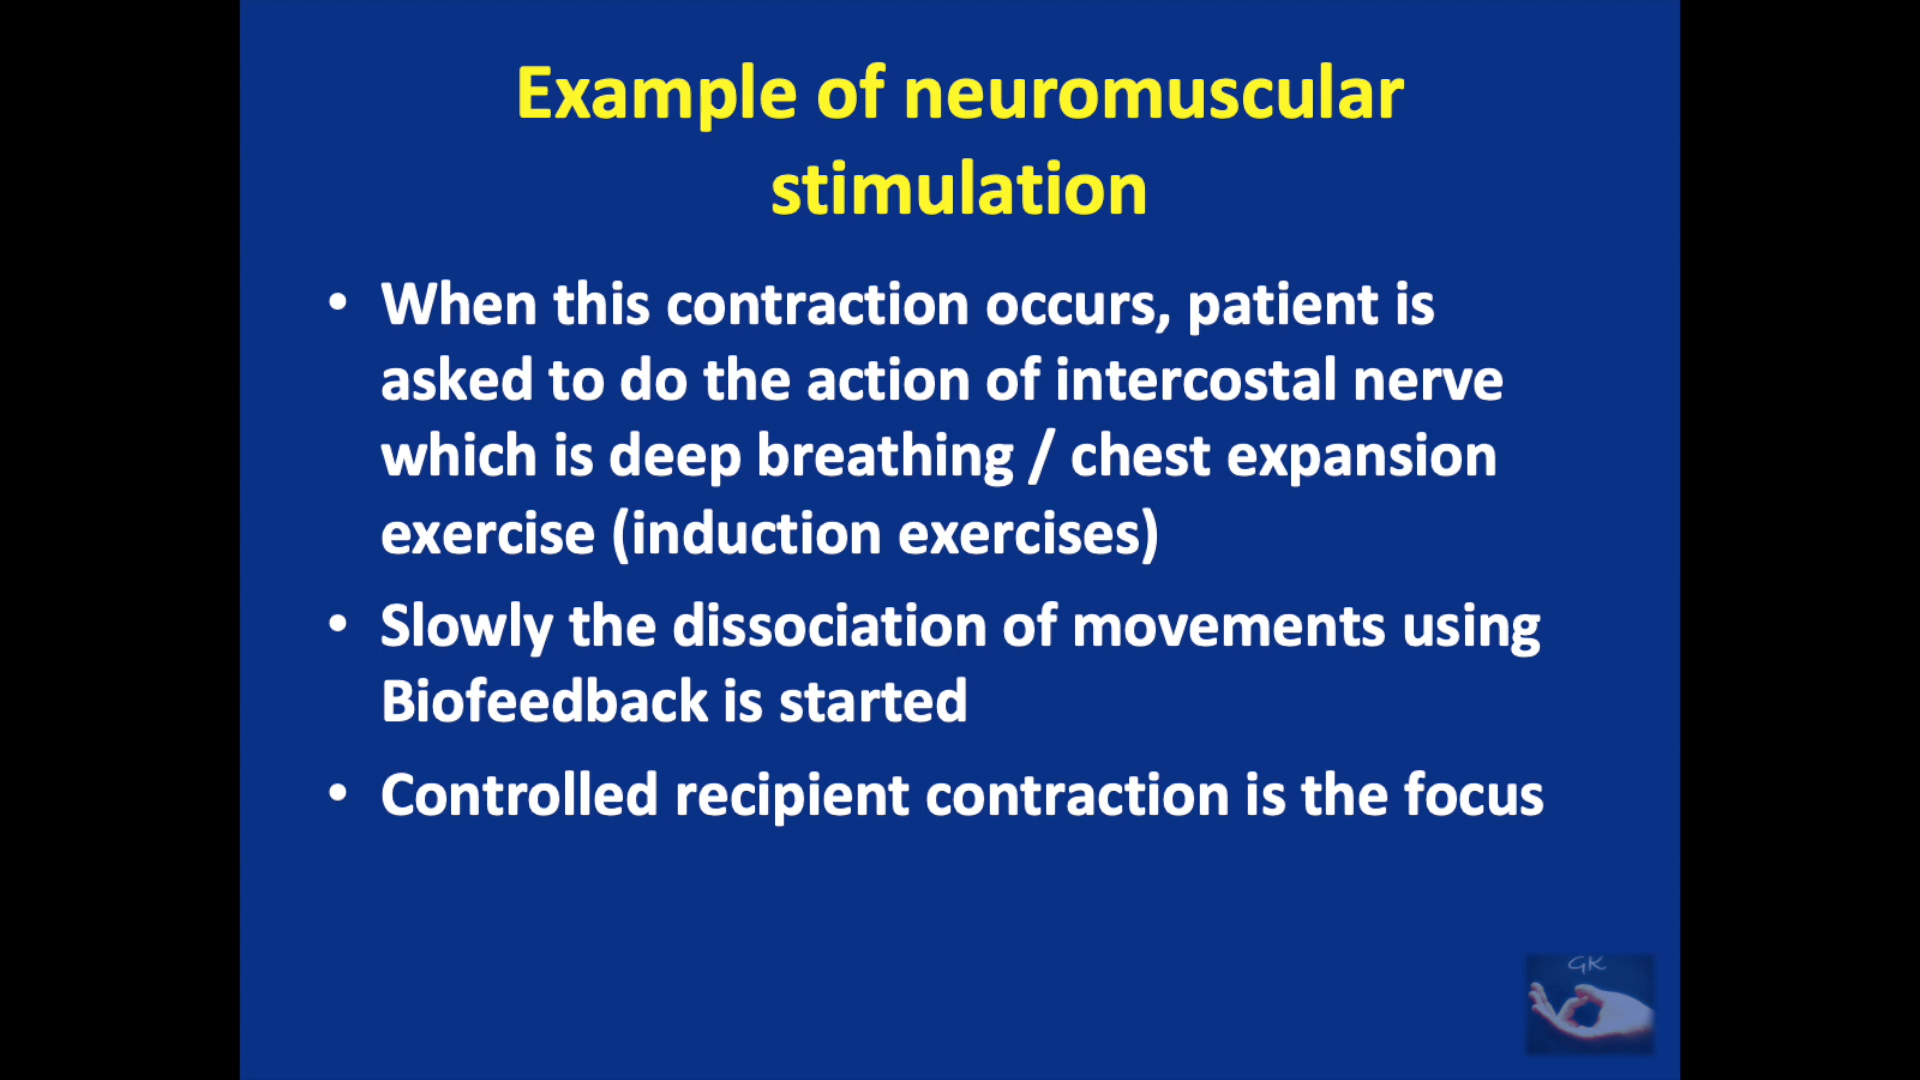 Example of neuromuscular
stimulation
• When this contraction occurs, patient is
asked to do the action of intercostal nerve
which is deep breathing / chest expansion
exercise (induction exercises)
• Slowly the dissociation of movements using
Biofeedback is started
• Controlled recipient contraction is the focus
GK